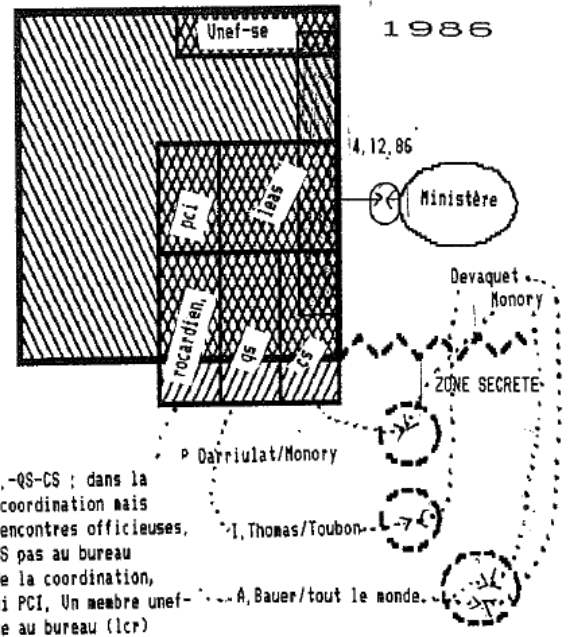 1986
Unef-se
4,12,86
pci
leas
Ministère
Devaquet
Monory
rocardien.
qs
cs
ZONE SECRETE
P Darriulat/Monory
.-QS-CS ; dans la
coordination mais
encontres officieuses,
S pas au bureau
e la coordination,
i PCI, Un membre unef-
e au bureau (lcr)
I, Thomas/Toubon
A, Bauer/tout le monde.